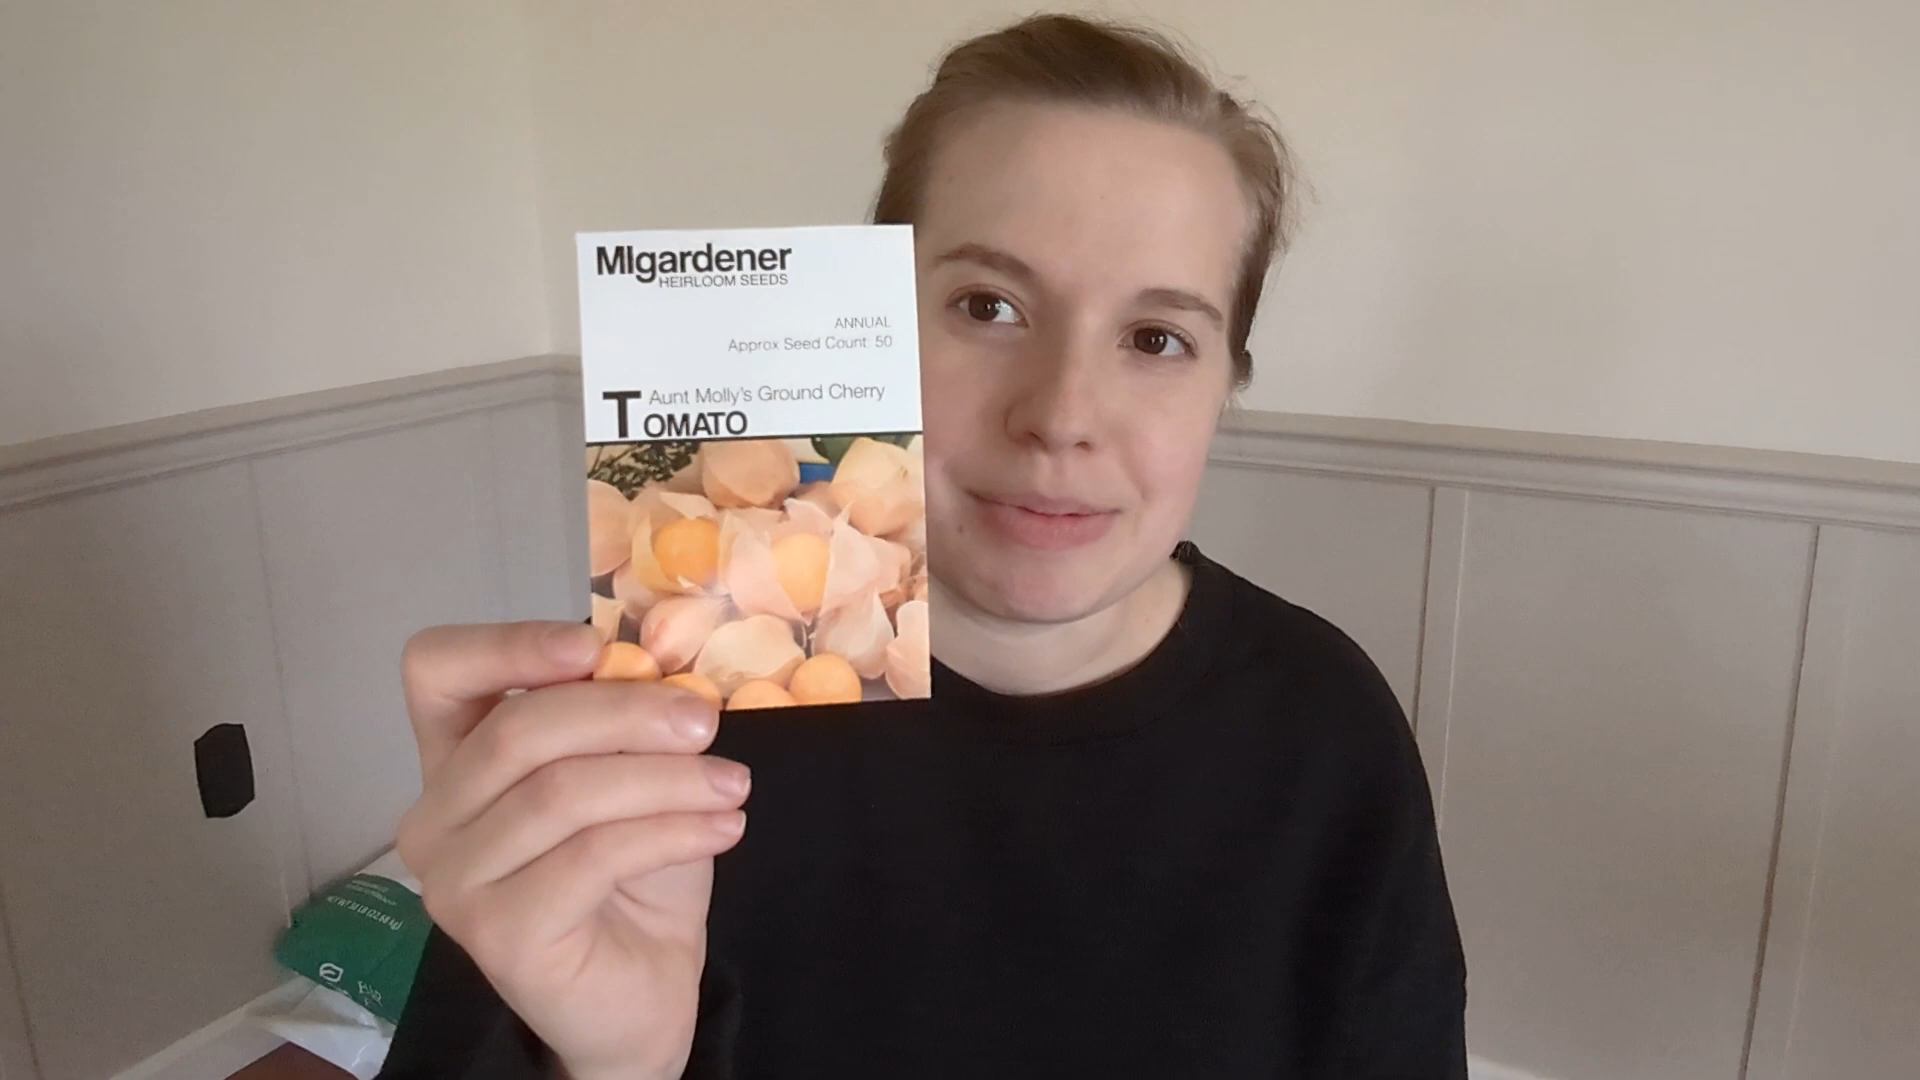 MIgardener
HEIRLOOM SEEDS
ANNUAL
Approx Seed Count: 50
Aunt Molly's Ground Cherry
TOMATO